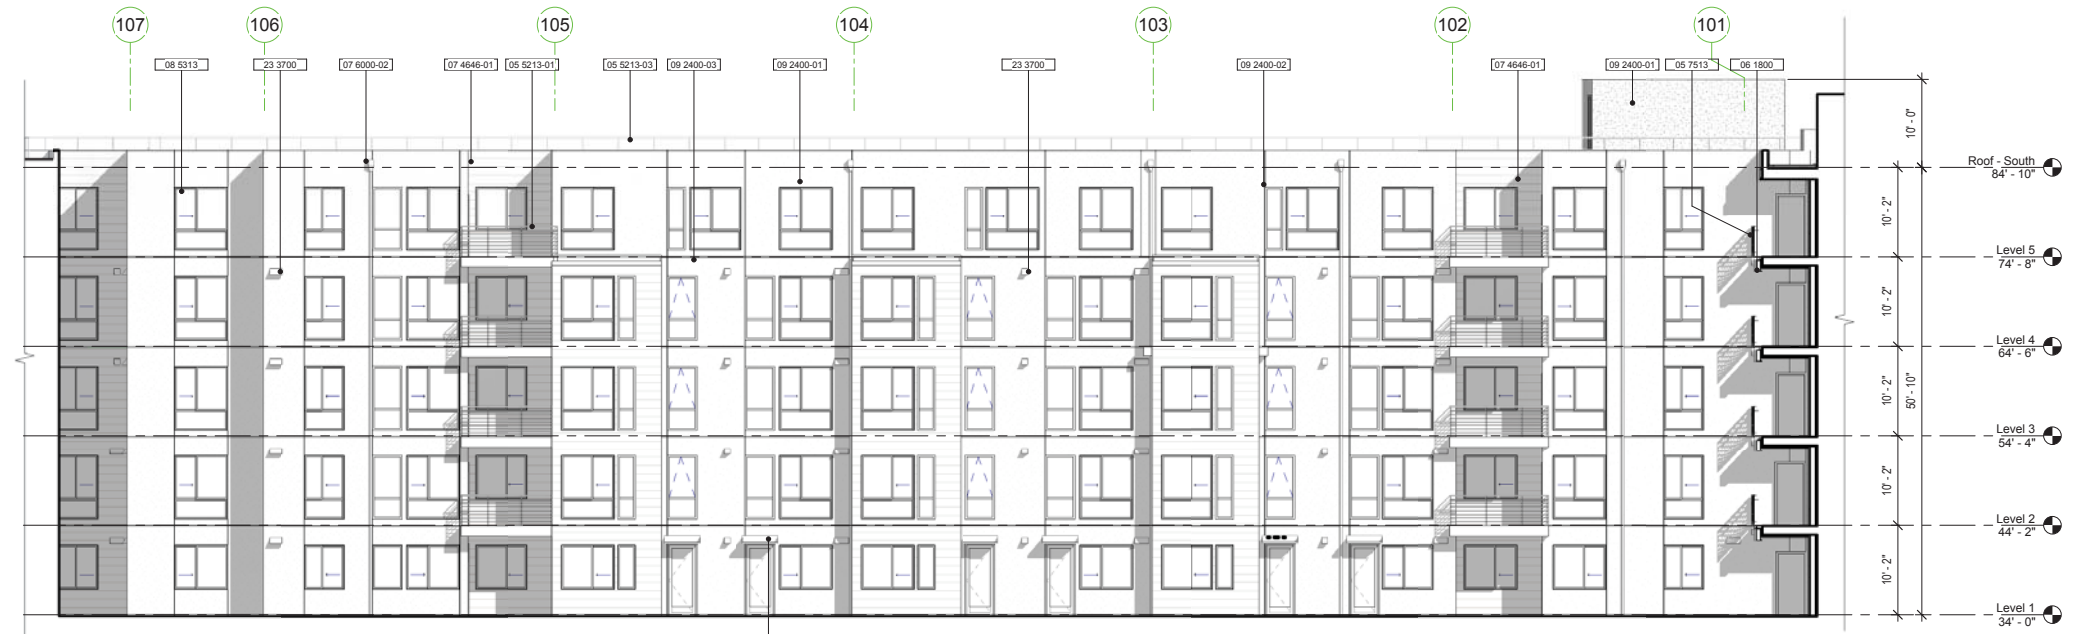 107
106
105
104
103
102
101
08 5313
23 3700
07 6000-02
07 4646-01
05 5213-01
05 5213-03
09 2400-03
09 2400-01
23 3700
09 2400-02
07 4646-01
09 2400-01
05 7513
06 1800
10' - 0"
Roof - South
84' - 10"
10' - 2"
Level 5
74' - 8"
10' - 2"
Level 4
64' - 6"
10' - 2"
50' - 10"
Level 3
54' - 4"
10' - 2"
Level 2
44' - 2"
10' - 2"
Level 1
34' - 0"